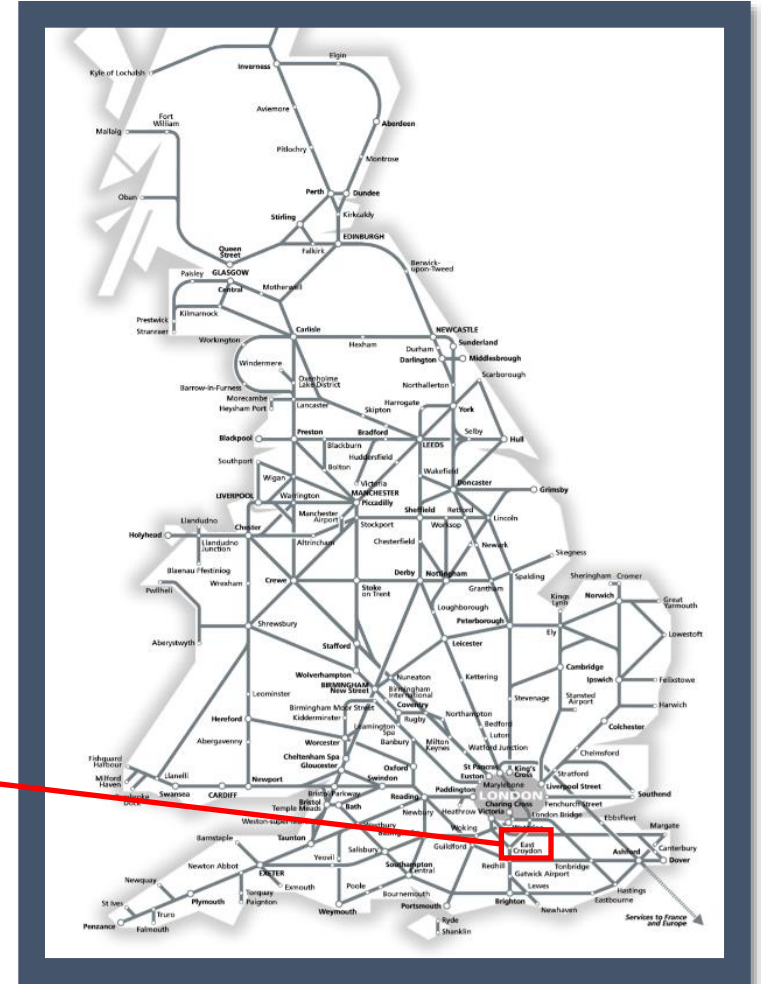 Elgin
Inverness
Kyle of Lochalsh
Aviemore
Fort
William
Aberdeen
Mallaig
Pitlochry
Montrose
Perth
Dundee
Oban
Stirling
Kirkcaldy
EDINBURGH
Queen
Street
Falkirk
Berwick-
upon-Tweed
Paisley
GLASGOW
Central
Motherwell
Prestwick
Kilmarnock
Stranraer
Carlisle
NEWCASTLE
Workington
Hexham
Durham
Sunderland
Darlington
Middlesbrough
Windermere
Scarborough
Oxenholme
Lake District
Barrow-in-Furness
Northallerton
Morecambe
Lancaster
Harrogate
Heysham Port
Skipton
York
Blackpool
Preston
Bradford
Selby
Hull
Blackburn
LEEDS
Southport
Huddersfield
Bolton
Wakefield
Wigan
Victoria
Doncaster
LIVERPOOL
Warrington
MANCHESTER
Piccadilly
Grimsby
Manchester
Airport
Sheffield
Retford
Llandudno
Chester
Stockport
Worksop
Lincoln
Holyhead
Llandudno
Junction
Altrincham
Chesterfield
Newark
Skegness
Blaenau Ffestiniog
Derby
Nottingham
Sheringham
Cromer
Pwllheli
Wrexham
Crewe
Stoke
on Trent
Grantham
Spalding
Kings
Lynn
Norwich
Great
Yarmouth
Loughborough
Shrewsbury
Peterborough
Ely
Lowestoft
Aberystwyth
Stafford
Leicester
Wolverhampton
Nuneaton
Kettering
Cambridge
BIRMINGHAM
New Street
Birmingham
International
Ipswich
Felixstowe
Leominster
Coventry
Stevenage
Stansted
Airport
Birmingham Moor Street
Rugby
Northampton
Harwich
Hereford
Kidderminster
Leamington
Spa
Bedford
Colchester
Abergavenny
Worcester
Banbury
Milton
Keynes
Luton
Watford Junction
Chelmsford
Fishguard
Harbour
Cheltenham Spa
Gloucester
Oxford
St Pancras
Euston
King's
Cross
Stratford
Milford
Haven
Llanelli
Newport
Swindon
Marylebone
Liverpool Street
Swansea
CARDIFF
Bristol Parkway
Reading
Paddington
LONDON
Southend
Bristol
Temple Meads
Bath
Charing Cross
Fenchurch Street
Newbury
Heathrow
Victoria
London Bridge
Ebbsfleet
Barnstaple
Taunton
Woking
Margate
Salisbury
Guildford
East
Croydon
Canterbury
Newton Abbot
Yeovil
Southampton
Central
Redhill
Tonbridge
Ashford
Dover
EXETER
Gatwick Airport
Newquay
Exmouth
Poole
Lewes
Hastings
Torquay
Paignton
Bournemouth
Eastbourne
St Ives
Plymouth
Portsmouth
Brighton
Newhaven
Truro
Weymouth
Ryde
Services to France
and Europe
Penzance
Falmouth
Shanklin